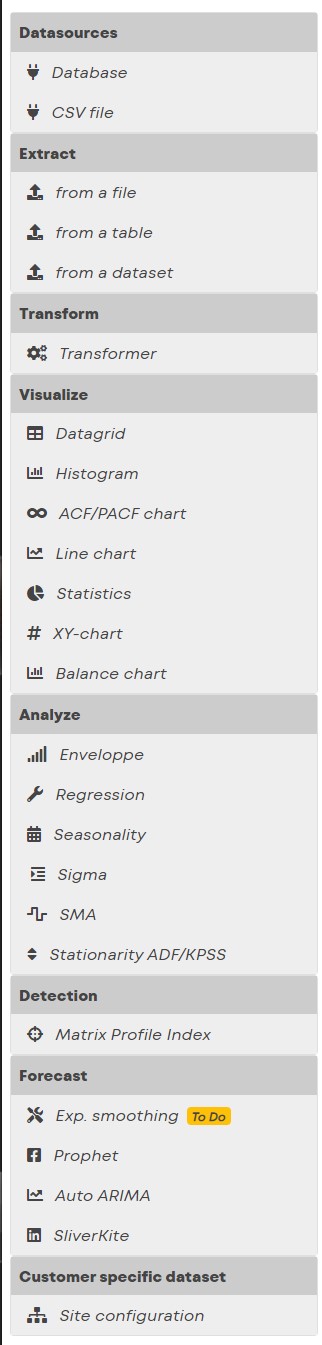 Datasources
Database
CSV file
Extract
from a file
from a table
from a dataset
Transform
Transformer
Visualize
Datagrid
Histogram
ACF/PACF chart
Line chart
Statistics
XY-chart
Balance chart
Analyze
Enveloppe
Regression
Seasonality
Sigma
SMA
Stationarity ADF/KPSS
Detection
Matrix Profile Index
Forecast
Exp. smoothing To Do
Prophet
Auto ARIMA
SliverKite
Customer specific dataset
Site configuration